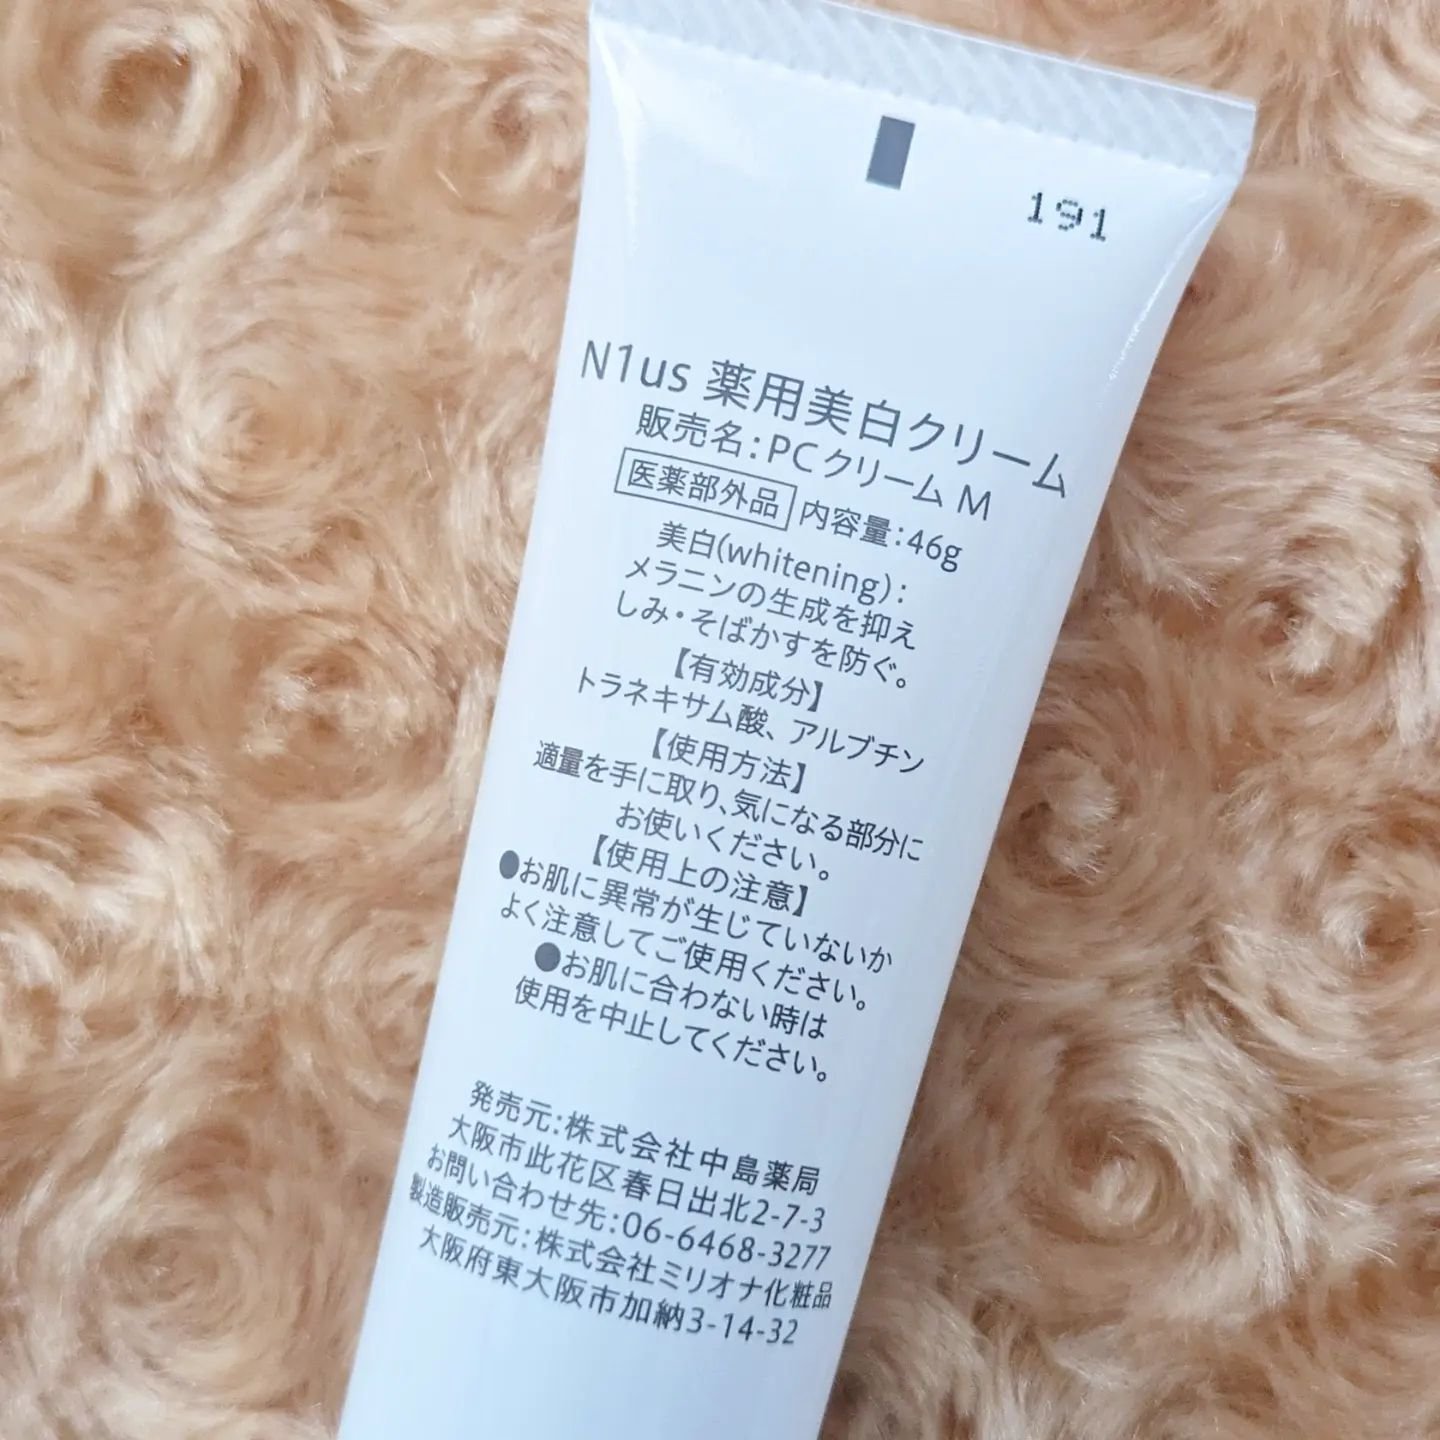 191
N1us 薬用美白クリーム
販売名:PCクリーム M
医薬部外品 内容量:46g
美白(whitening):
メラニンの生成を抑え
しみ・そばかすを防ぐ。
【有効成分】
トラネキサム酸、アルブチン
【使用方法】
適量を手に取り、気になる部分に
お使いください。
【使用上の注意】
●お肌に異常が生じていないか
よく注意してご使用ください。
●お肌に合わない時は
使用を中止してください。
発売元:株式会社中島薬局
大阪市此花区春日出北2-7-3
お問い合わせ先:06-6468-3277
製造販売元:株式会社ミリオナ化粧品
大阪府東大阪市加納3-14-32